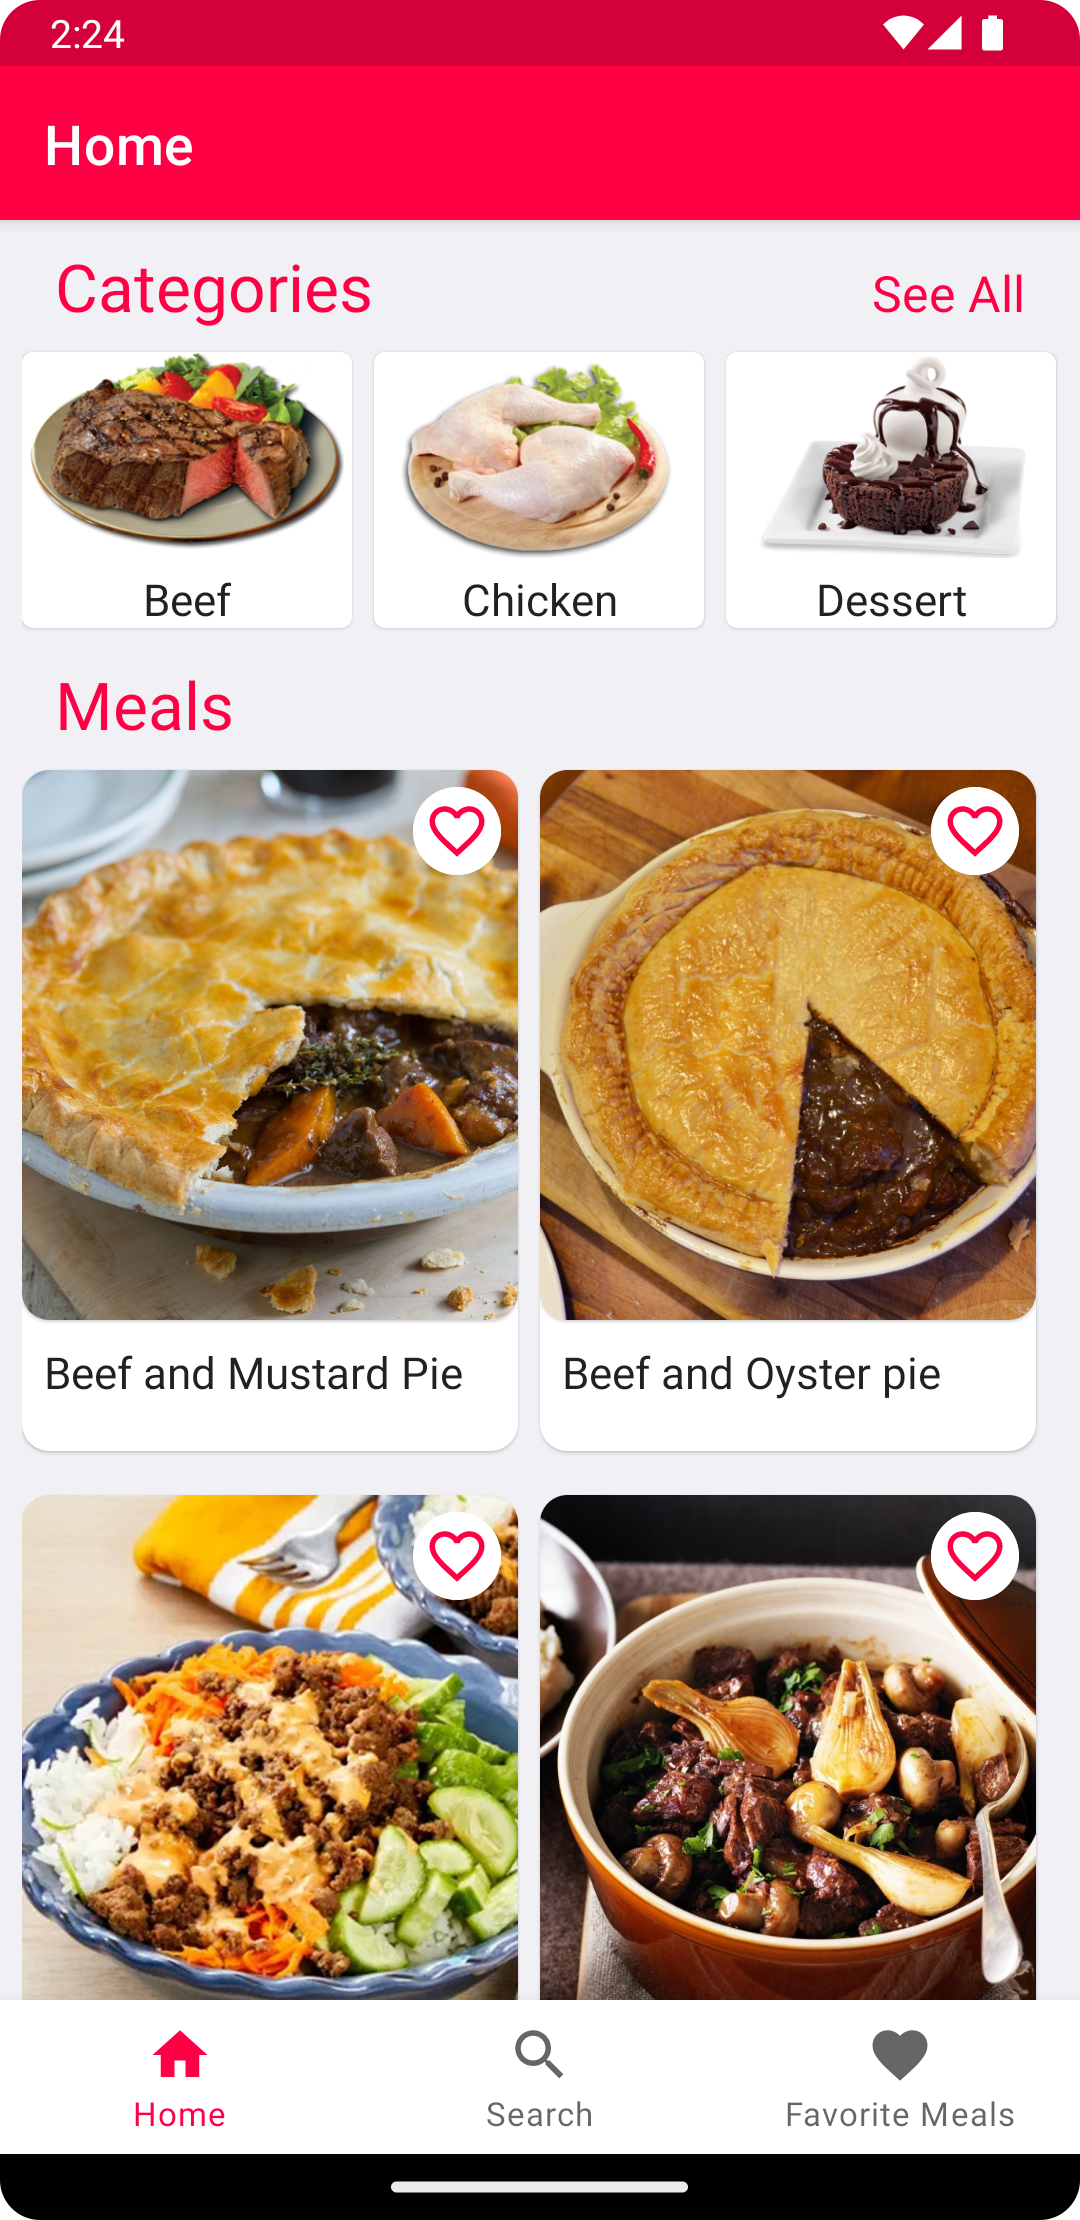 2:24
Home
Categories
See All
Beef
Chicken
Dessert
Meals
Beef and Mustard Pie
Beef and Oyster pie
Home
Search
Favorite Meals